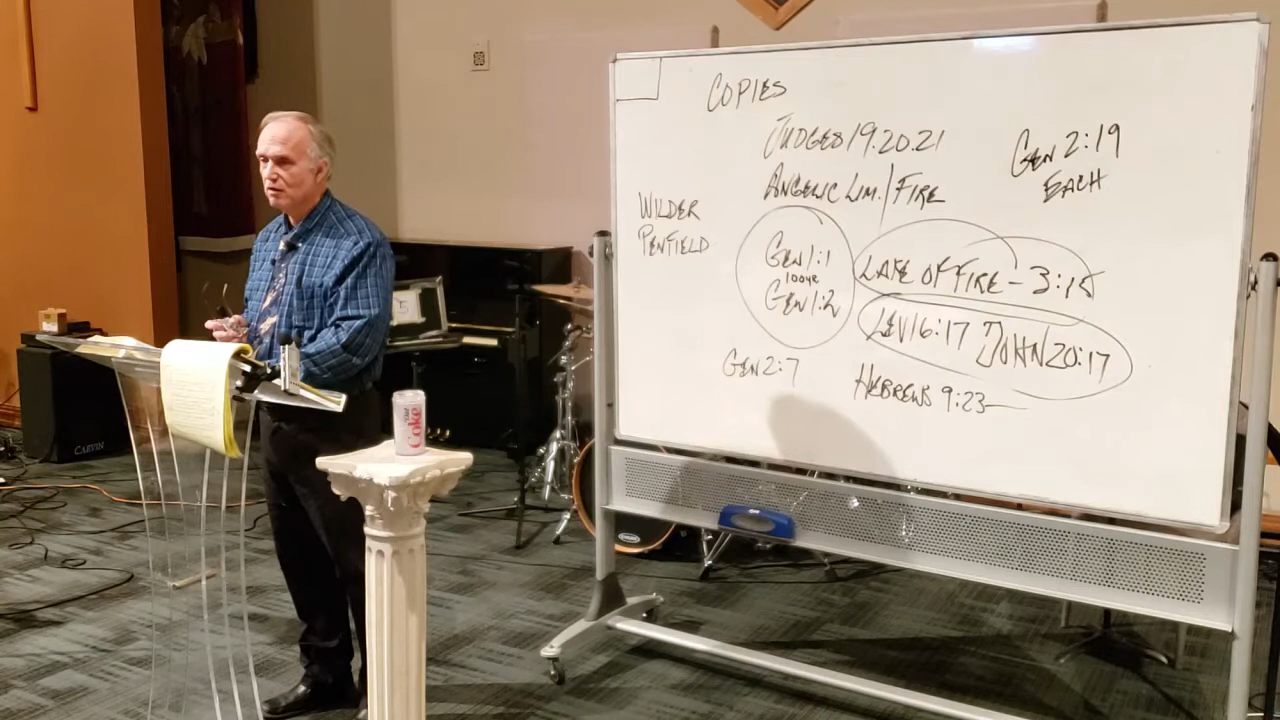 COPIES
JUDGES 19.20.21
GEN 2:19
EACH
ANGELIC LIM./FIRE
WILDER
PENFIELD
GEN 1:1
100YR
GEN 1:2
LAKE OF FIRE - 3:15
LEV 16:17 JOHN 20:17
GEN 2:7
HEBREWS 9:23
Diet
Coke
CARVIN
5